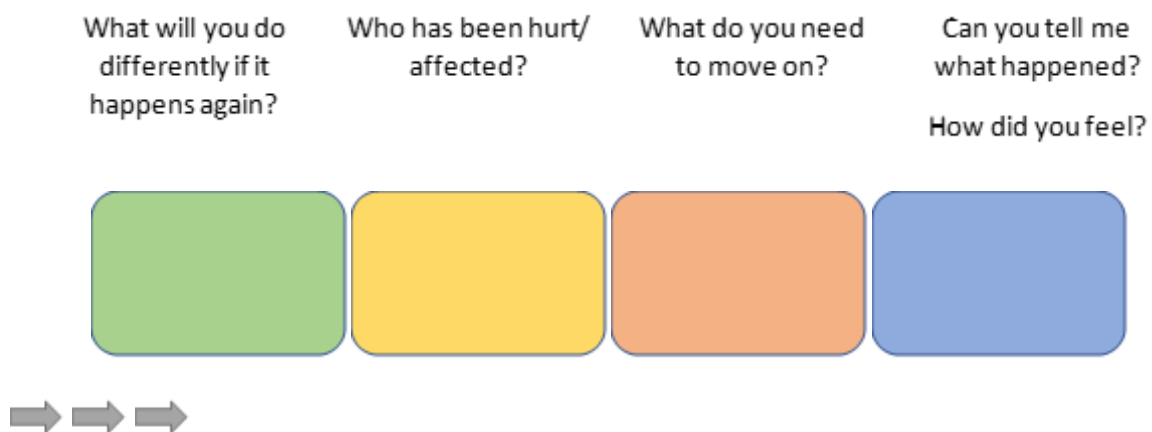 What will you do
differently if it
happens again?
Who has been hurt/
affected?
What do you need
to move on?
Can you tell me
what happened?
How did you feel?